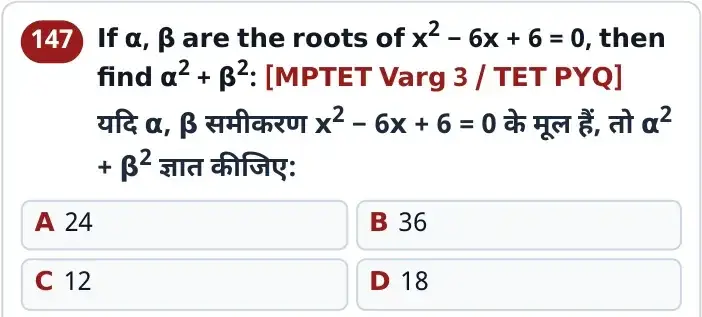 147 If α, β are the roots of x² − 6x + 6 = 0, then
find α² + β²: [MPTET Varg 3 / TET PYQ]
यदि α, β समीकरण x² − 6x + 6 = 0 के मूल हैं, तो α²
+ β² ज्ञात कीजिए:
A 24
B 36
C 12
D 18